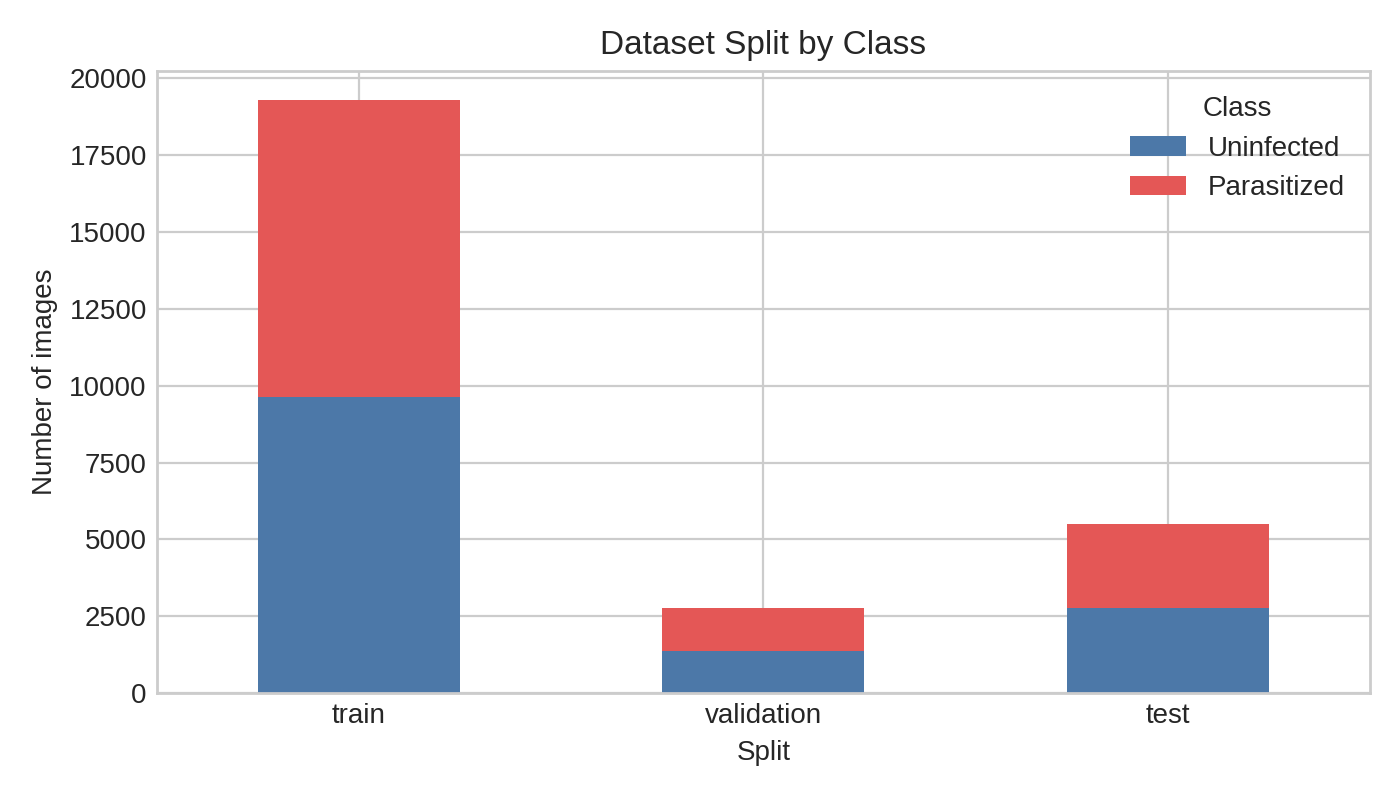 Dataset Split by Class
Number of images
20000
17500
15000
12500
10000
7500
5000
2500
0
Class
Uninfected
Parasitized
train
validation
test
Split